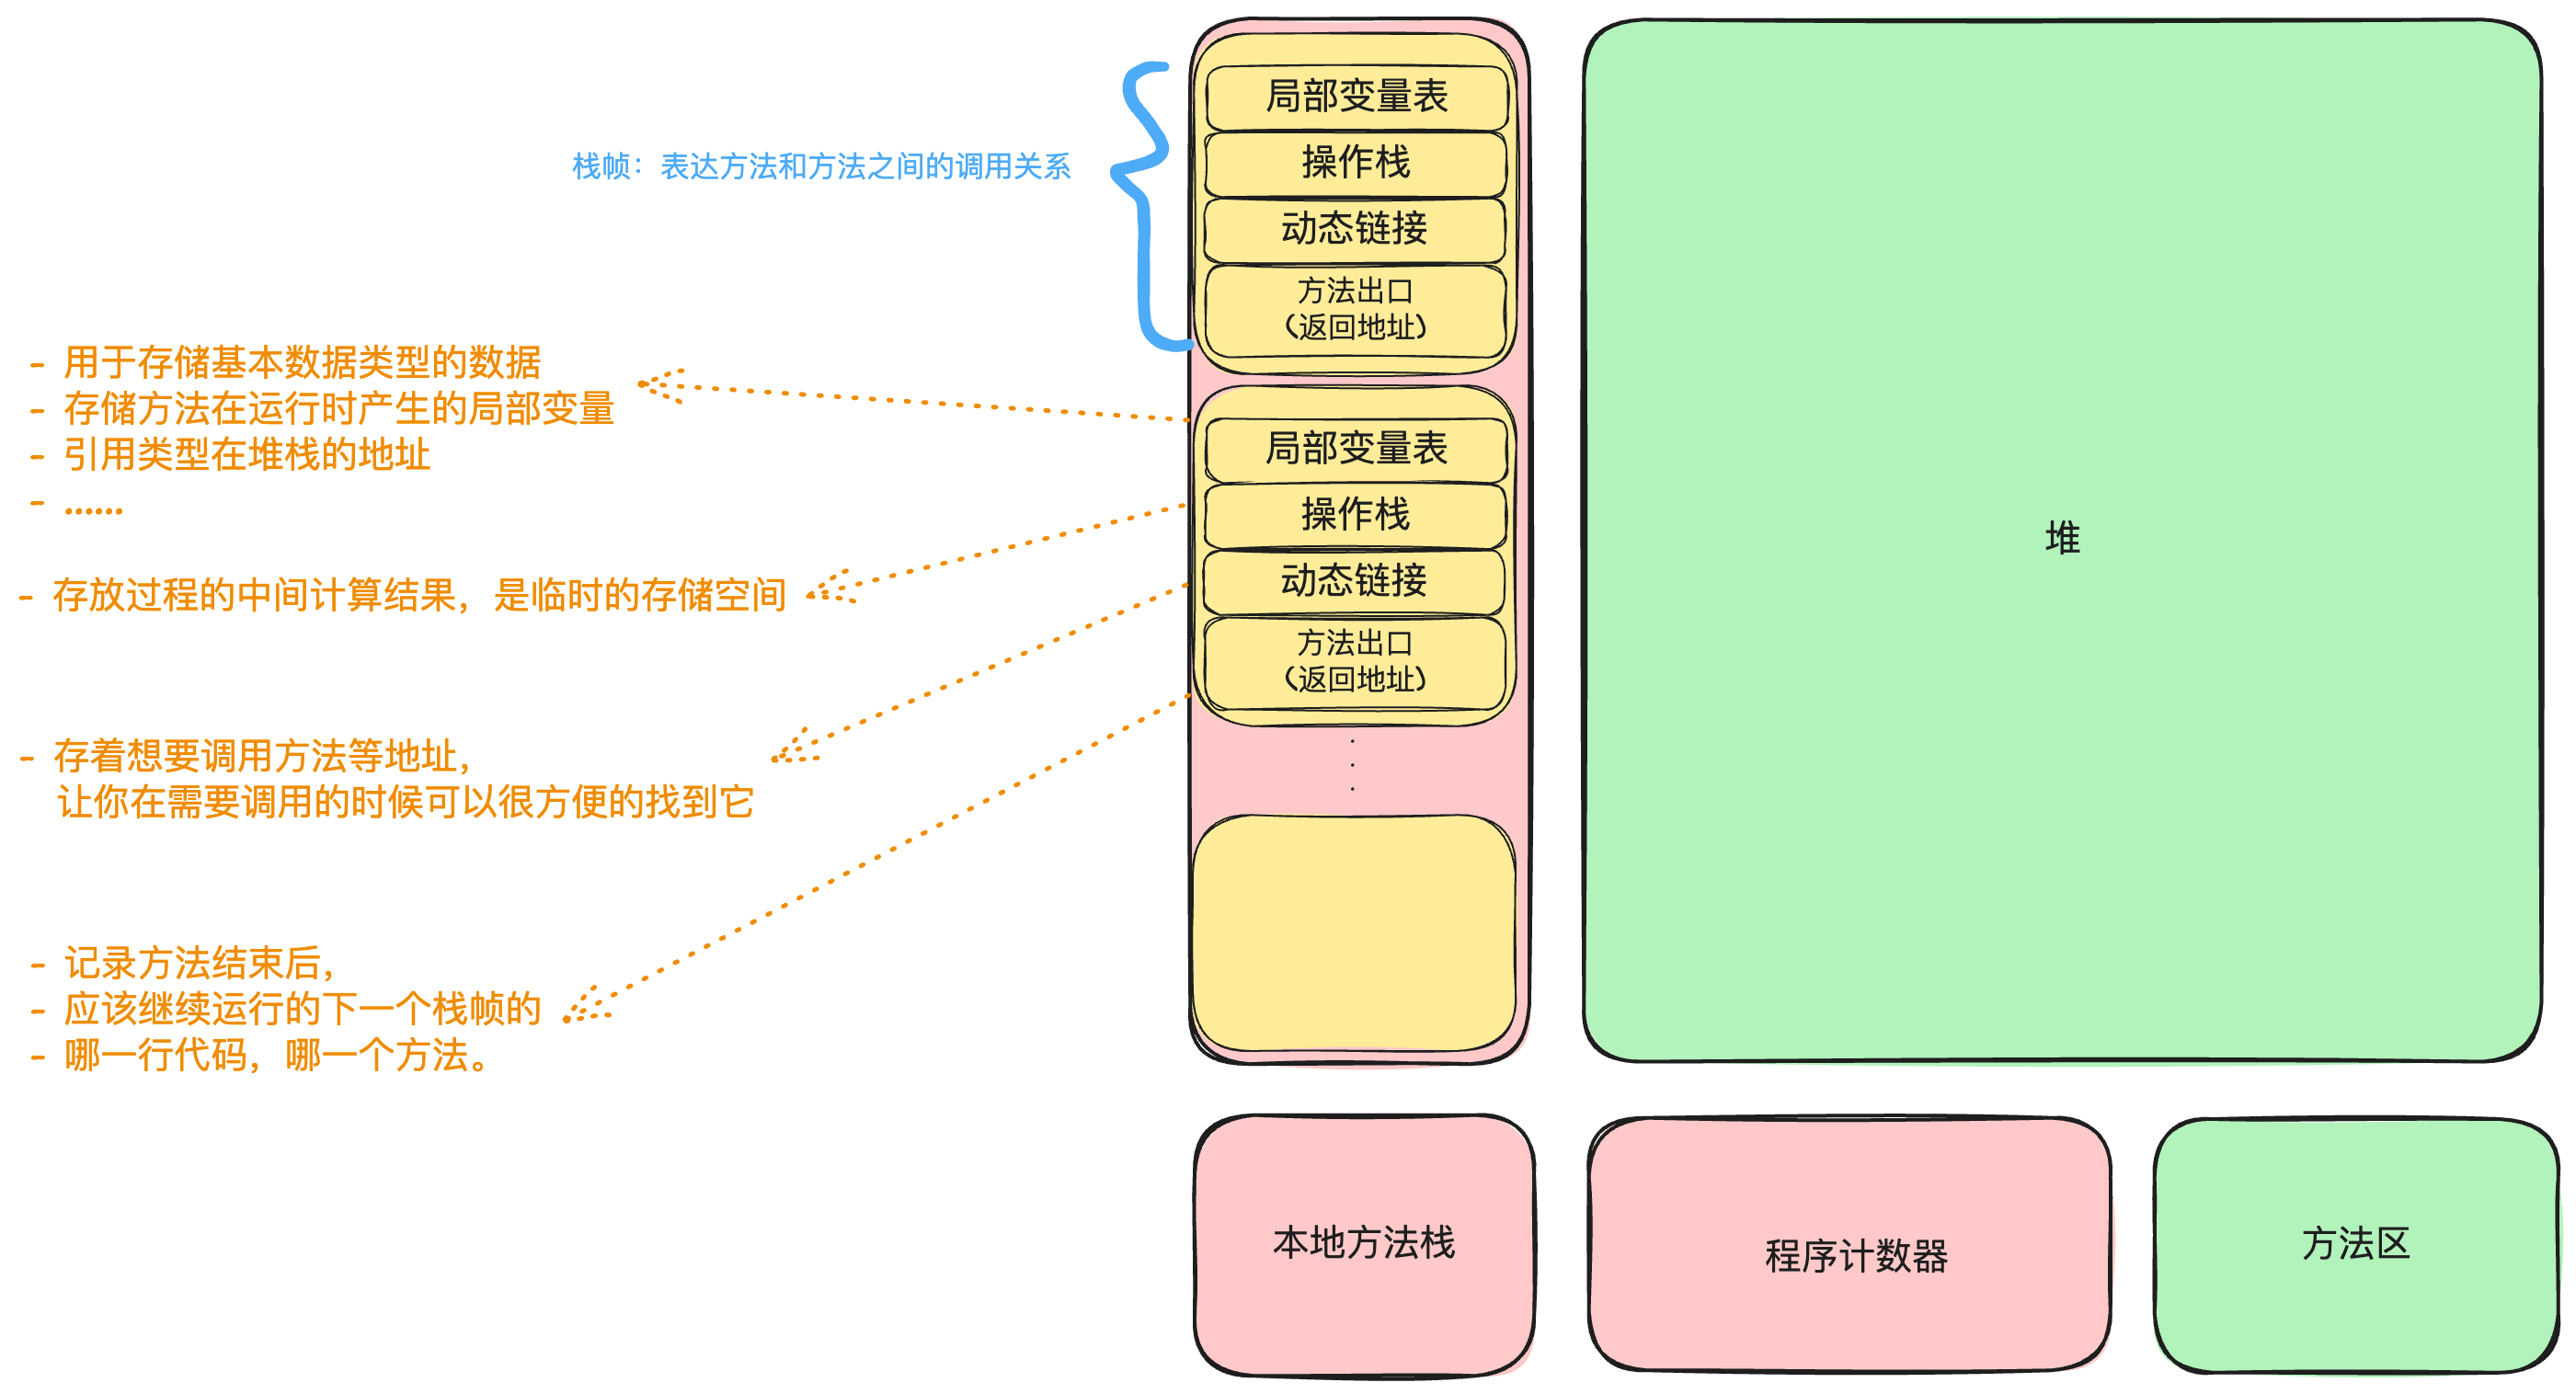 栈帧：表达方法和方法之间的调用关系
局部变量表
操作栈
动态链接
方法出口
（返回地址）
- 用于存储基本数据类型的数据
- 存储方法在运行时产生的局部变量
- 引用类型在堆栈的地址
- ......
局部变量表
操作栈
动态链接
方法出口
（返回地址）
- 存放过程的中间计算结果，是临时的存储空间
- 存着想要调用方法等地址，
让你在需要调用的时候可以很方便的找到它
- 记录方法结束后，
- 应该继续运行的下一个栈帧的
- 哪一行代码，哪一个方法。
.
.
.
堆
本地方法栈
程序计数器
方法区